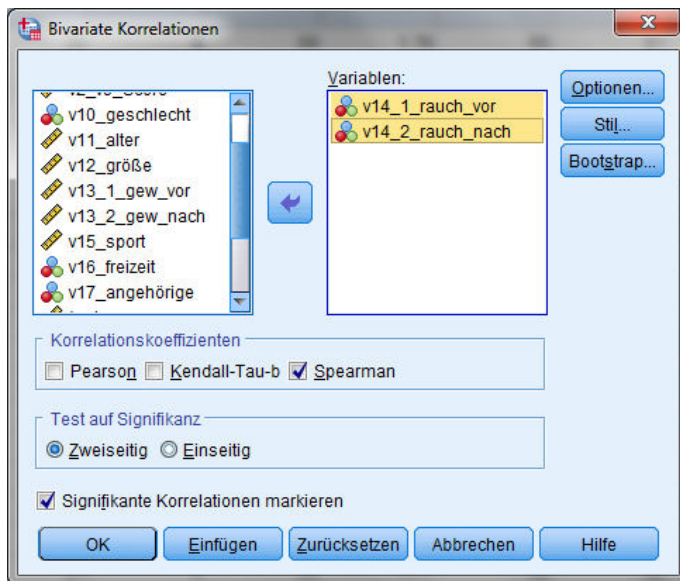 Bivariate Korrelationen
Variablen:
v10_geschlecht
v11_alter
v12_größe
v13_1_gew_vor
v13_2_gew_nach
v15_sport
v16_freizeit
v17_angehörige
v14_1_rauch_vor
v14_2_rauch_nach
Optionen...
Stil...
Bootstrap...
Korrelationskoeffizienten
Pearson Kendall-Tau-b Spearman
Test auf Signifikanz
Zweiseitig Einseitig
Signifikante Korrelationen markieren
OK Einfügen Zurücksetzen Abbrechen Hilfe